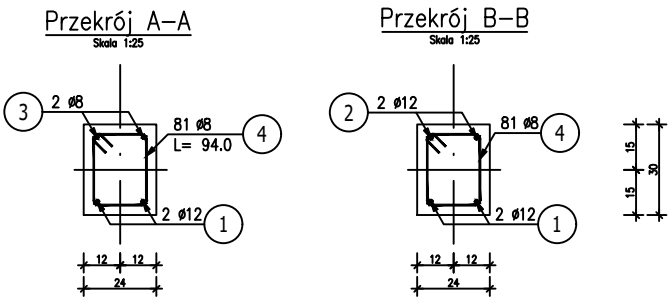 Przekrój A-A
Skala 1:25
3
2 ø8
81 ø8
L= 94.0
4
2 ø12
1
12
12
24
Przekrój B-B
Skala 1:25
2
2 ø12
81 ø8
4
2 ø12
1
12
12
24
15
15
30